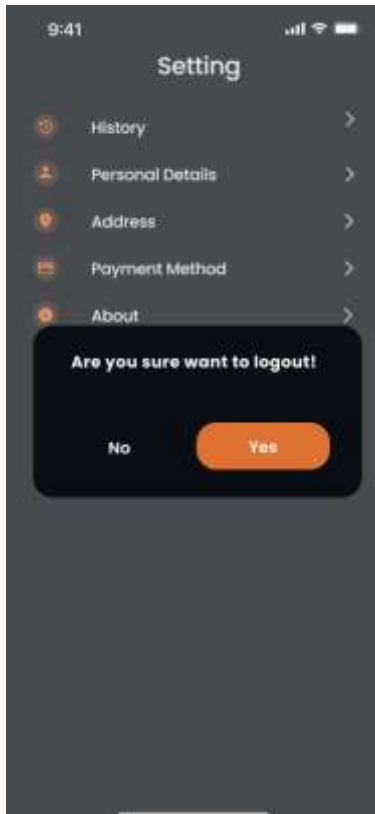 9:41
Setting
History
Personal Details
Address
Payment Method
About
Are you sure want to logout!
No
Yes